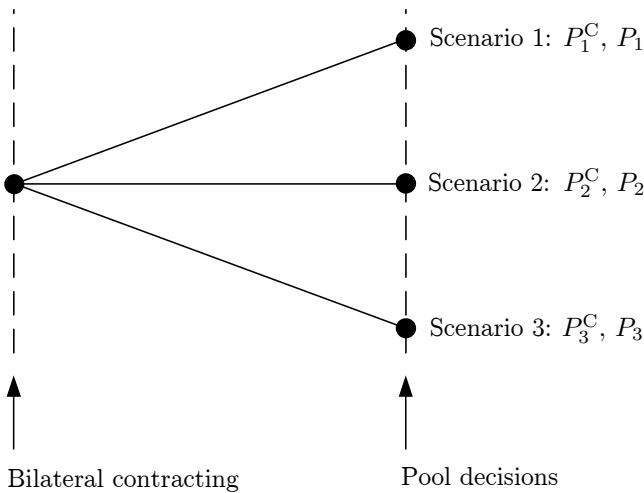 Scenario 1: P₁ᶜ, P₁
Scenario 2: P₂ᶜ, P₂
Scenario 3: P₃ᶜ, P₃
Bilateral contracting
Pool decisions